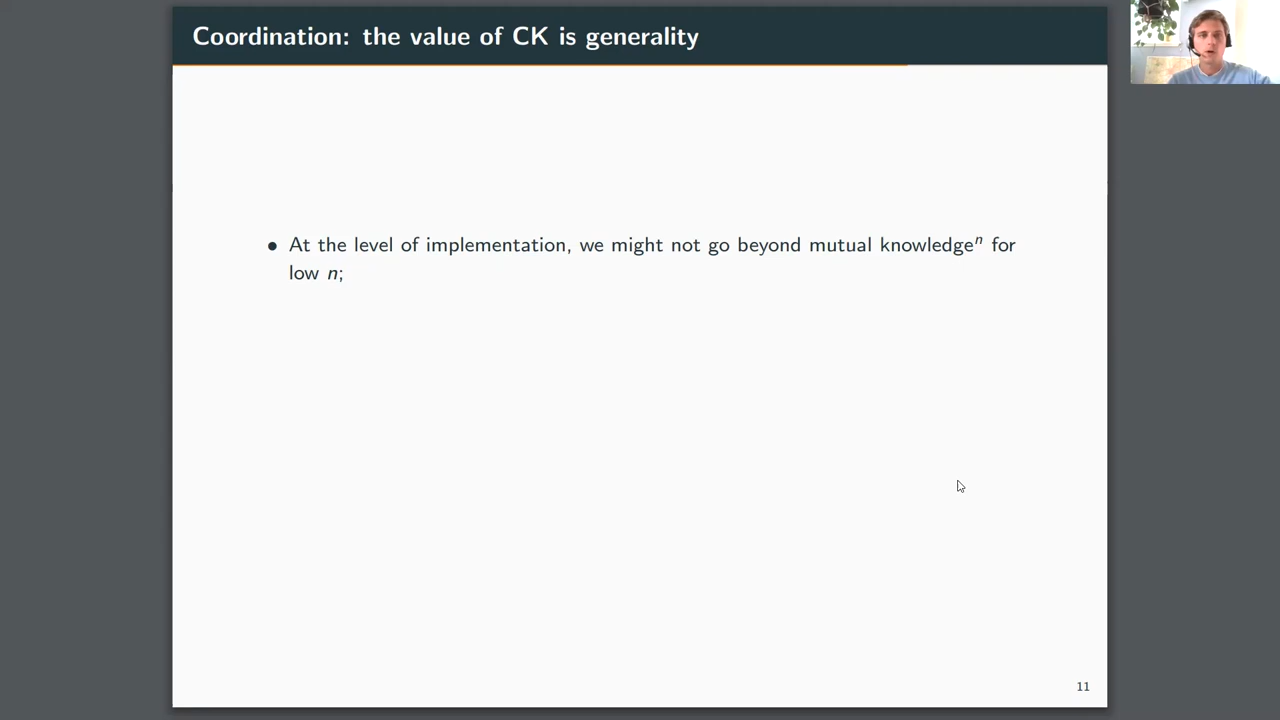 Coordination: the value of CK is generality
• At the level of implementation, we might not go beyond mutual knowledgeⁿ for
low n;
11